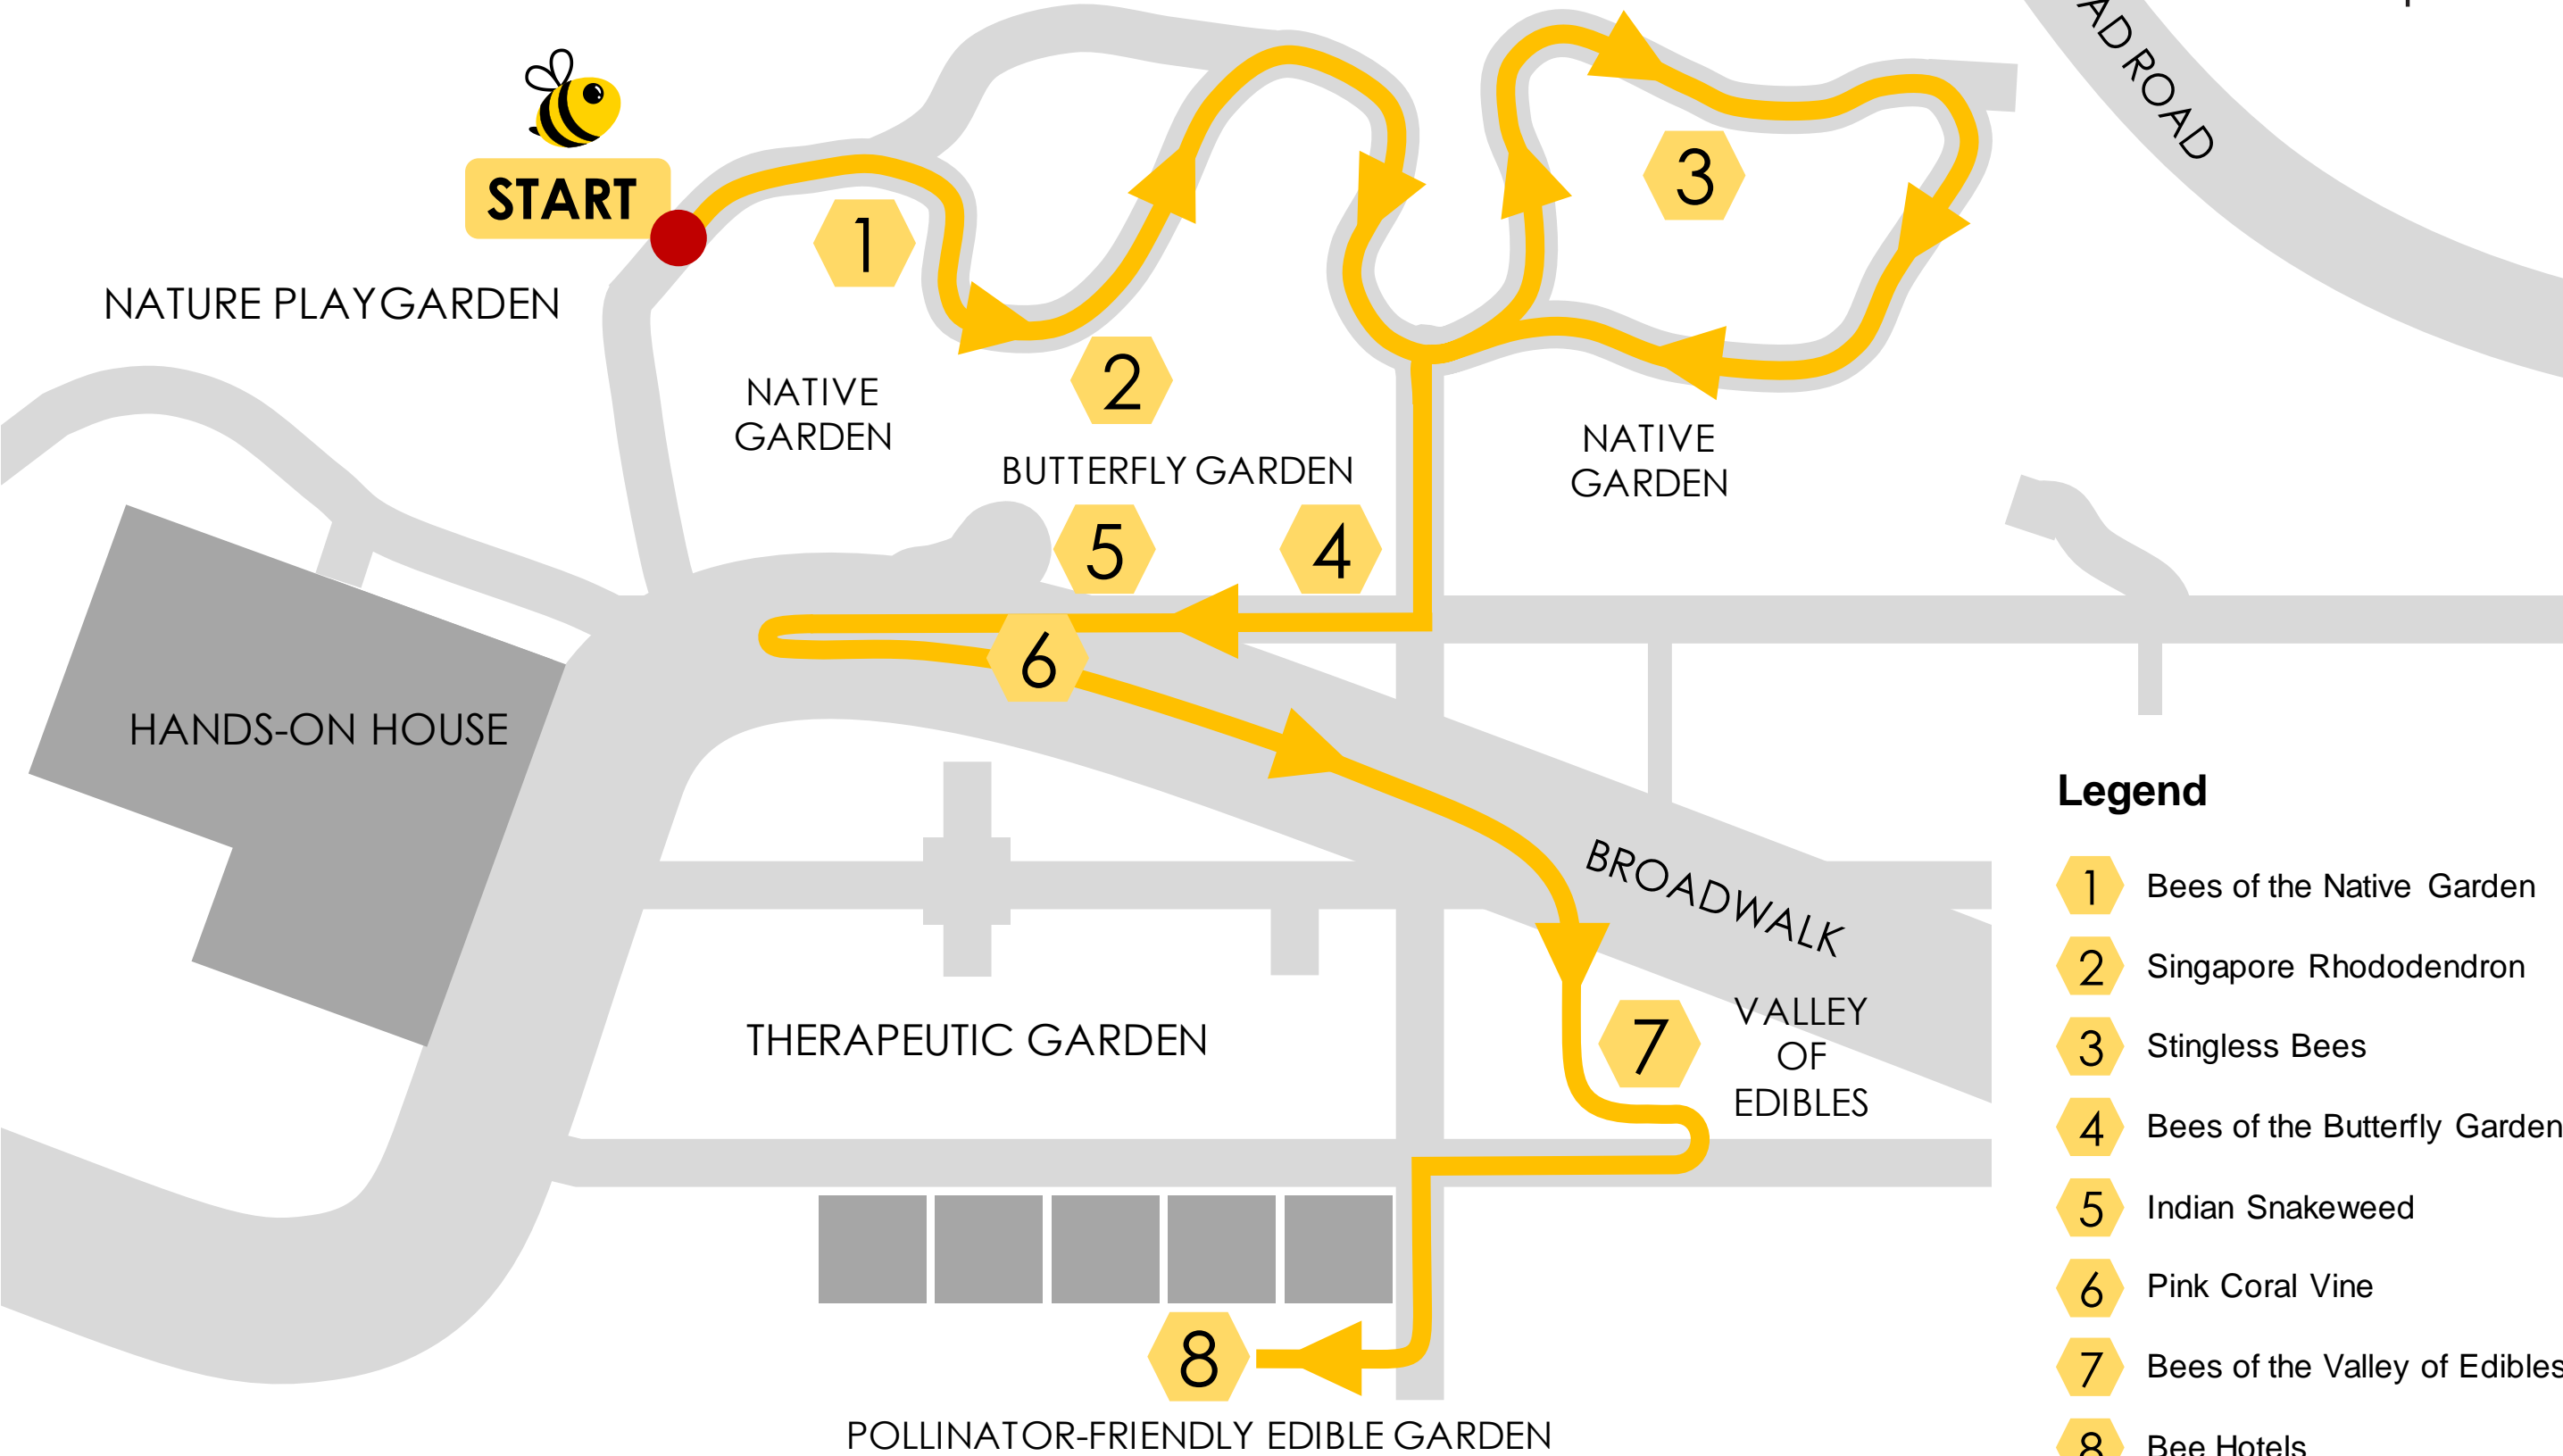 AD ROAD
START
1
3
NATURE PLAYGARDEN
2
NATIVE
GARDEN
BUTTERFLY GARDEN
NATIVE
GARDEN
5
4
6
HANDS-ON HOUSE
BROADWALK
THERAPEUTIC GARDEN
7
VALLEY
OF
EDIBLES
8
POLLINATOR-FRIENDLY EDIBLE GARDEN
Legend
1 Bees of the Native Garden
2 Singapore Rhododendron
3 Stingless Bees
4 Bees of the Butterfly Garden
5 Indian Snakeweed
6 Pink Coral Vine
7 Bees of the Valley of Edibles
8 Bee Hotels